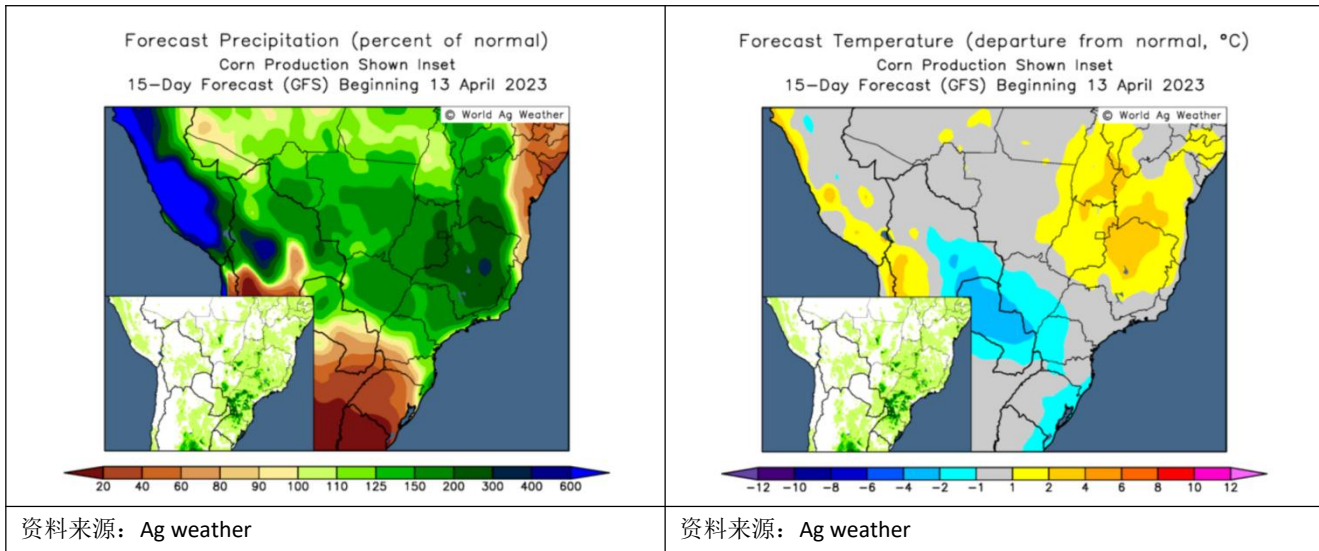 Forecast Precipitation (percent of normal)
Corn Production Shown Inset
15-Day Forecast (GFS) Beginning 13 April 2023
© World Ag Weather
20 40 60 80 90 100 110 125 150 200 300 400 600
资料来源：Ag weather
Forecast Temperature (departure from normal, °C)
Corn Production Shown Inset
15-Day Forecast (GFS) Beginning 13 April 2023
© World Ag Weather
-12 -10 -8 -6 -4 -2 -1 1 2 4 6 8 10 12
资料来源：Ag weather